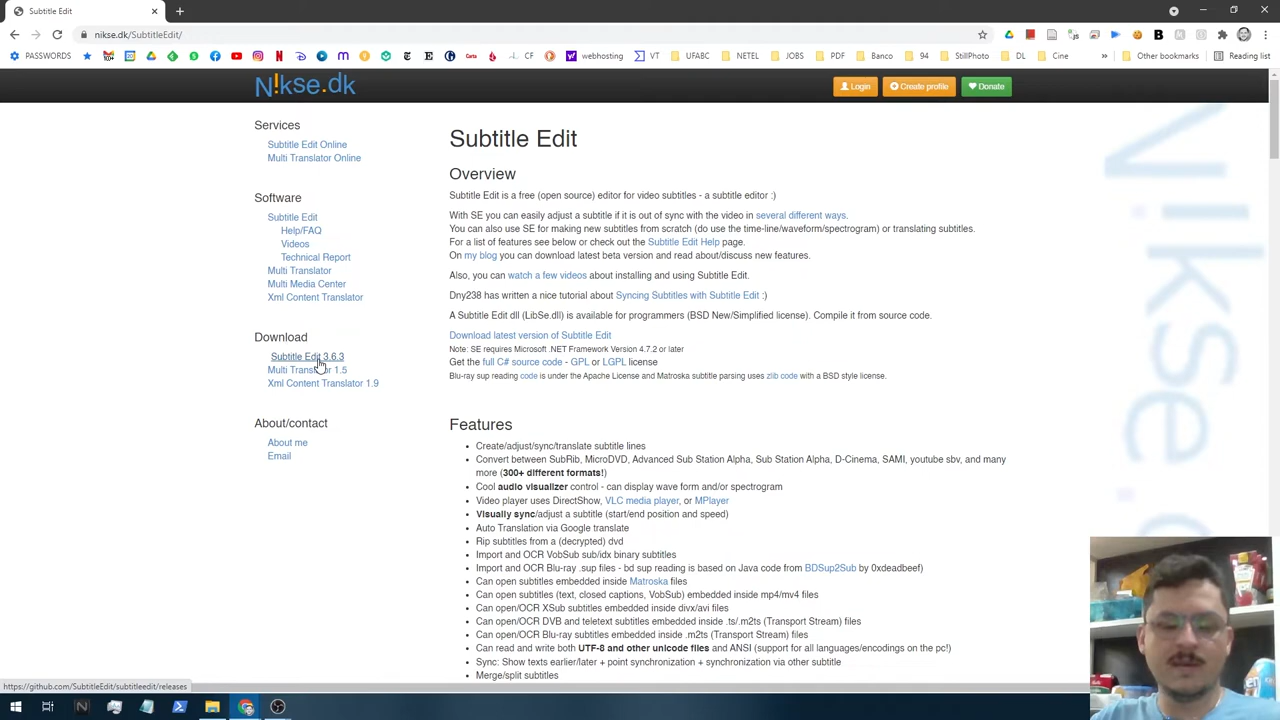 Subtitle Edit
nikse.dk/SubtitleEdit/
PASSWORDS
CF
webhosting
VT
UFABC
NETEL
JOBS
PDF
Banco
94
StillPhoto
DL
Cine
»
Other bookmarks
Reading list
N!kse.dk
Login
Create profile
Donate
Services
Subtitle Edit Online
Multi Translator Online
Software
Subtitle Edit
Help/FAQ
Videos
Technical Report
Multi Translator
Multi Media Center
Xml Content Translator
Download
Subtitle Edit 3.6.3
Multi Translator 1.5
Xml Content Translator 1.9
About/contact
About me
Email
Subtitle Edit
Overview
Subtitle Edit is a free (open source) editor for video subtitles - a subtitle editor :)
With SE you can easily adjust a subtitle if it is out of sync with the video in several different ways.
You can also use SE for making new subtitles from scratch (do use the time-line/waveform/spectrogram) or translating subtitles.
For a list of features see below or check out the Subtitle Edit Help page.
On my blog you can download latest beta version and read about/discuss new features.
Also, you can watch a few videos about installing and using Subtitle Edit.
Dny238 has written a nice tutorial about Syncing Subtitles with Subtitle Edit :)
A Subtitle Edit dll (LibSe.dll) is available for programmers (BSD New/Simplified license). Compile it from source code.
Download latest version of Subtitle Edit
Note: SE requires Microsoft .NET Framework Version 4.7.2 or later
Get the full C# source code - GPL or LGPL license
Blu-ray sup reading code is under the Apache License and Matroska subtitle parsing uses zlib code with a BSD style license.
Features
• Create/adjust/sync/translate subtitle lines
• Convert between SubRib, MicroDVD, Advanced Sub Station Alpha, Sub Station Alpha, D-Cinema, SAMI, youtube sbv, and many
more (300+ different formats!)
• Cool audio visualizer control - can display wave form and/or spectrogram
• Video player uses DirectShow, VLC media player, or MPlayer
• Visually sync/adjust a subtitle (start/end position and speed)
• Auto Translation via Google translate
• Rip subtitles from a (decrypted) dvd
• Import and OCR VobSub sub/idx binary subtitles
• Import and OCR Blu-ray .sup files - bd sup reading is based on Java code from BDSup2Sub by 0xdeadbeef)
• Can open subtitles embedded inside Matroska files
• Can open subtitles (text, closed captions, VobSub) embedded inside mp4/mv4 files
• Can open/OCR XSub subtitles embedded inside divx/avi files
• Can open/OCR DVB and teletext subtitles embedded inside .ts/.m2ts (Transport Stream) files
• Can open/OCR Blu-ray subtitles embedded inside .m2ts (Transport Stream) files
• Can read and write both UTF-8 and other unicode files and ANSI (support for all languages/encodings on the pc!)
• Sync: Show texts earlier/later + point synchronization + synchronization via other subtitle
• Merge/split subtitles
https://github.com/SubtitleEdit/subtitleedit/releases